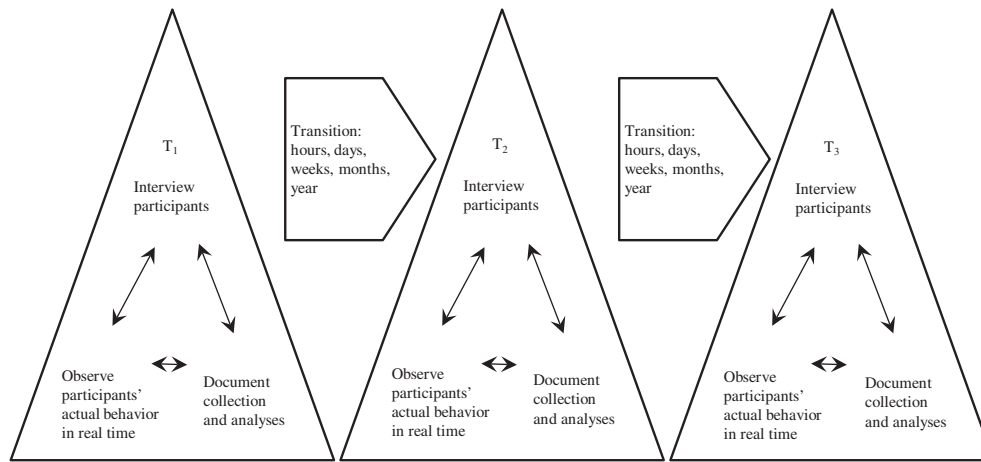 T₁
Interview
participants
Observe
participants’
actual behavior
in real time
Document
collection
and analyses
Transition:
hours, days,
weeks, months,
year
T₂
Interview
participants
Observe
participants’
actual behavior
in real time
Document
collection
and analyses
Transition:
hours, days,
weeks, months,
year
T₃
Interview
participants
Observe
participants’
actual behavior
in real time
Document
collection
and analyses